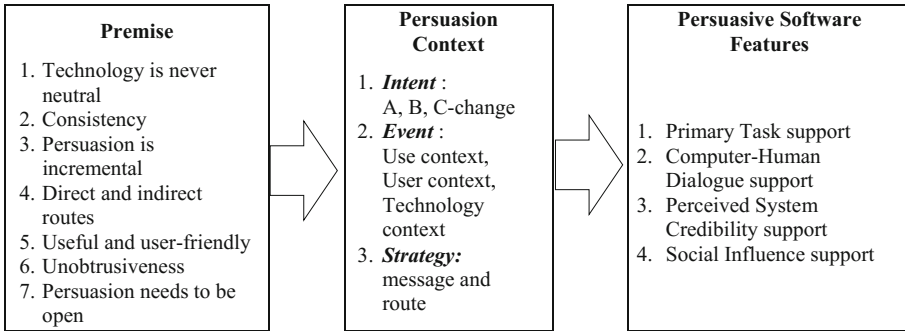 Premise
1. Technology is never
neutral
2. Consistency
3. Persuasion is
incremental
4. Direct and indirect
routes
5. Useful and user-friendly
6. Unobtrusiveness
7. Persuasion needs to be
open
Persuasion
Context
1. Intent :
A, B, C-change
2. Event :
Use context,
User context,
Technology
context
3. Strategy:
message and
route
Persuasive Software
Features
1. Primary Task support
2. Computer-Human
Dialogue support
3. Perceived System
Credibility support
4. Social Influence support